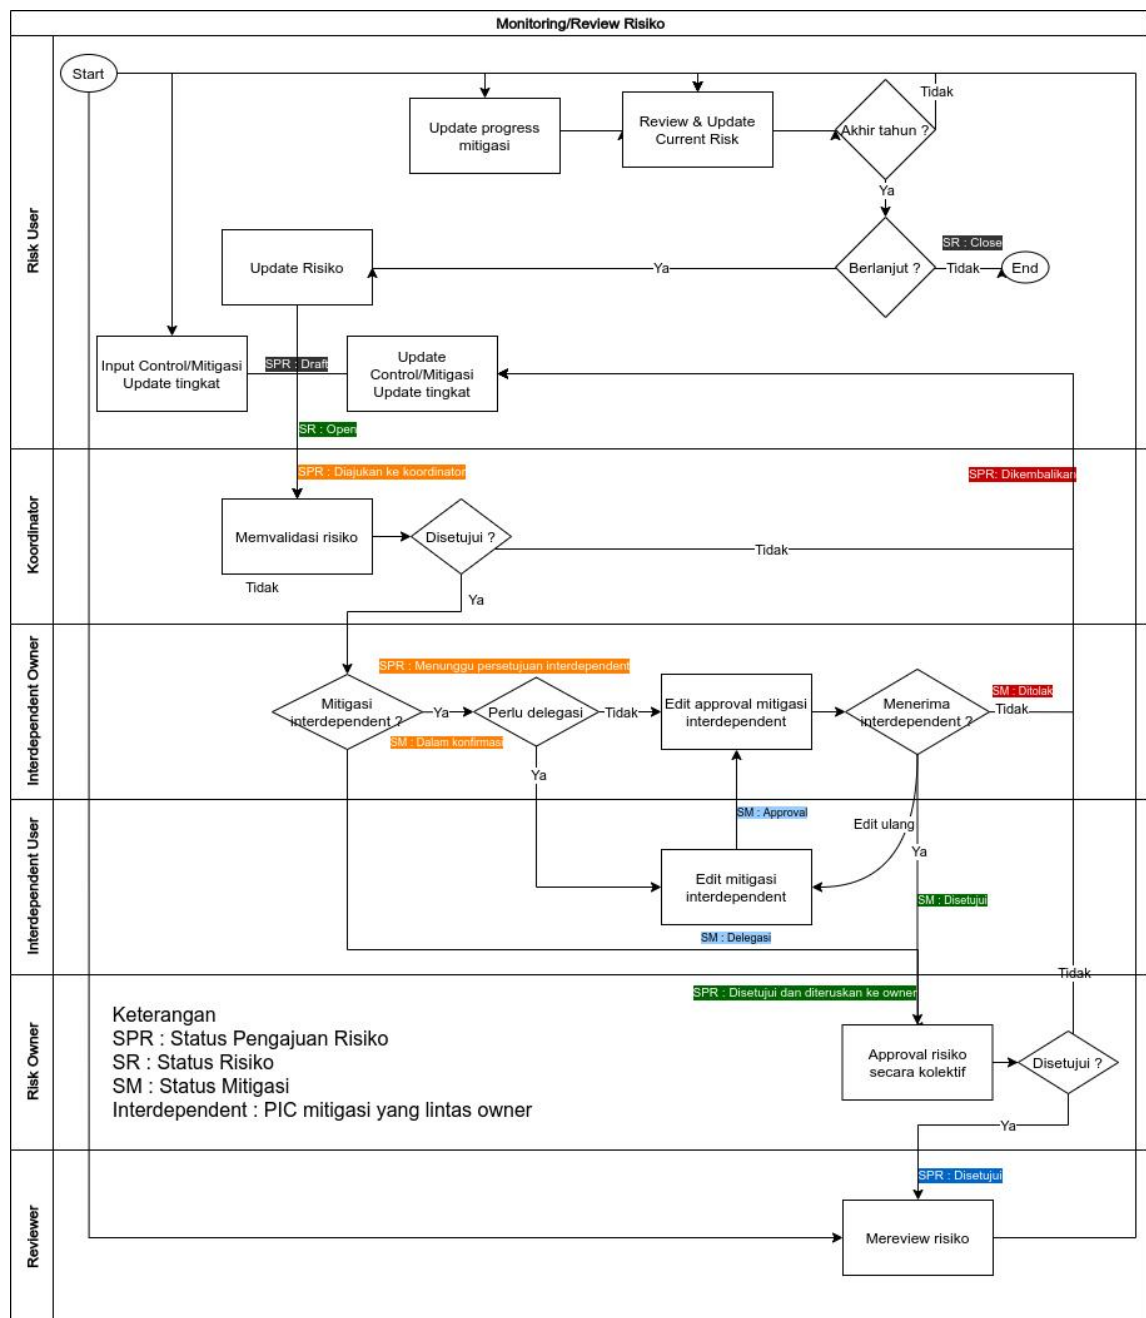 Monitoring/Review Risiko
Risk User
Start
Update progress
mitigasi
Review & Update
Current Risk
Akhir tahun ?
Tidak
Ya
Update Risiko
Ya
Berlanjut ?
SR : Close
Tidak
End
Input Control/Mitigasi
Update tingkat
SPR : Draft
Update
Control/Mitigasi
Update tingkat
SR : Open
Koordinator
SPR : Diajukan ke koordinator
SPR: Dikembalikan
Memvalidasi risiko
Disetujui ?
Tidak
Tidak
Ya
Interdependent Owner
SPR : Menunggu persetujuan interdependent
Mitigasi
interdependent ?
Ya
Perlu delegasi
Tidak
Edit approval mitigasi
interdependent
Menerima
interdependent ?
SM : Ditolak
Tidak
SM : Dalam konfirmasi
Ya
Interdependent User
SM : Approval
Edit ulang
Ya
Edit mitigasi
interdependent
SM : Disetujui
SM : Delegasi
Risk Owner
Tidak
SPR : Disetujui dan diteruskan ke owner
Keterangan
SPR : Status Pengajuan Risiko
SR : Status Risiko
SM : Status Mitigasi
Interdependent : PIC mitigasi yang lintas owner
Approval risiko
secara kolektif
Disetujui ?
Ya
Reviewer
SPR : Disetujui
Mereview risiko